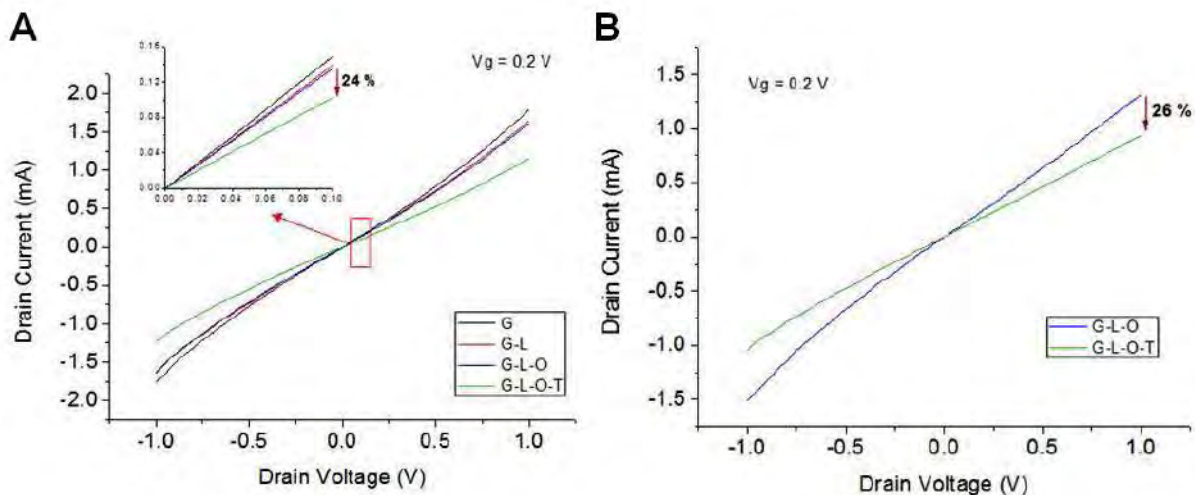 A
Vg = 0.2 V
0.16
0.12
0.08
0.04
0.00
0.00 0.02 0.04 0.06 0.08 0.10
24 %
2.0
1.5
1.0
0.5
0.0
-0.5
-1.0
-1.5
-2.0
Drain Current (mA)
G
G-L
G-L-O
G-L-O-T
-1.0 -0.5 0.0 0.5 1.0
Drain Voltage (V)
B
Vg = 0.2 V
26 %
1.5
1.0
0.5
0.0
-0.5
-1.0
-1.5
Drain Current (mA)
G-L-O
G-L-O-T
-1.0 -0.5 0.0 0.5 1.0
Drain Voltage (V)